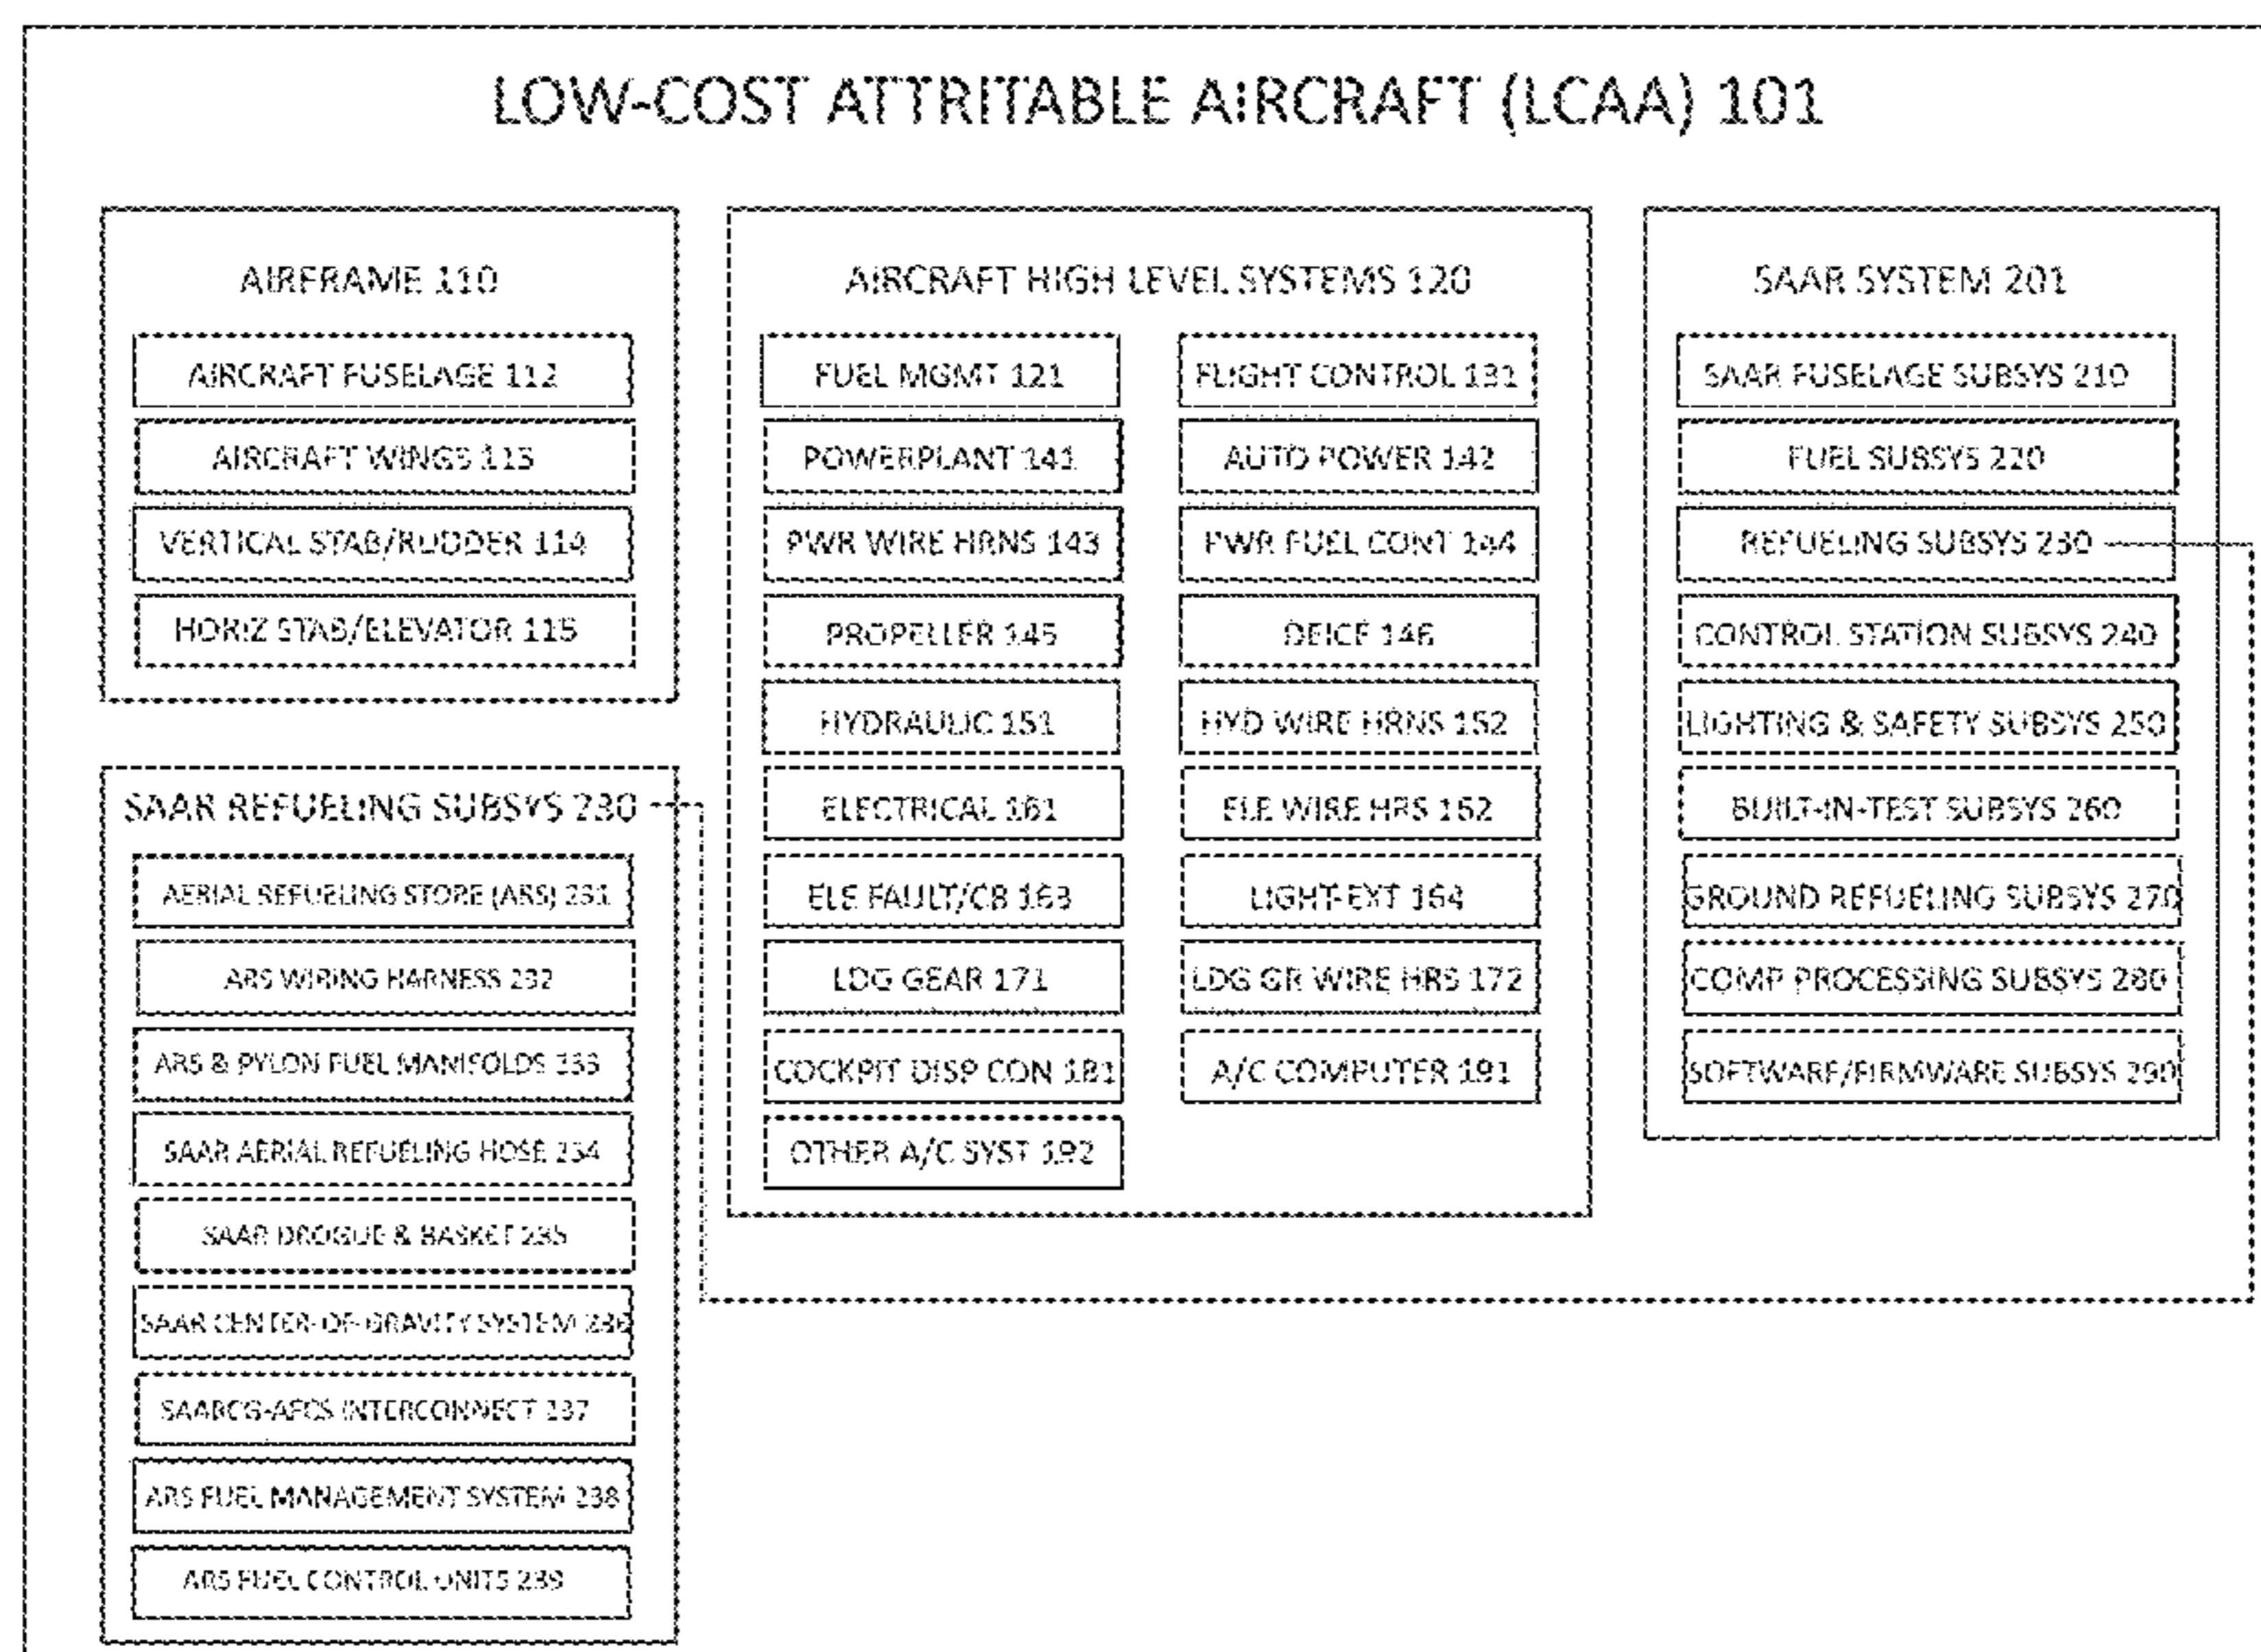 LOW-COST ATTRITABLE AIRCRAFT (LCAA) 101
AIRFRAME 110
AIRCRAFT FUSELAGE 112
AIRCRAFT WINGS 113
VERTICAL STAB/RUDDER 114
HORIZ STAB/ELEVATOR 115
SAAR REFUELING SUBSYS 230
AERIAL REFUELING STORE (ARS) 231
ARS WIRING HARNESS 232
ARS & PYLON FUEL MANIFOLDS 233
SAAR AERIAL REFUELING HOSE 234
SAAR DROGUE & BASKET 235
SAAR CENTER-OF-GRAVITY SYSTEM 236
SAARCG-AFCS INTERCONNECT 237
ARS FUEL MANAGEMENT SYSTEM 238
ARS FUEL CONTROL UNITS 239
AIRCRAFT HIGH LEVEL SYSTEMS 120
FUEL MGMT 121
FLIGHT CONTROL 131
POWERPLANT 141
AUTO POWER 142
PWR WIRE HRNS 143
PWR FUEL CONT 144
PROPELLER 145
DEICE 146
HYDRAULIC 151
HYD WIRE HRNS 152
ELECTRICAL 161
ELE WIRE HRS 162
ELE FAULT/CB 163
LIGHT-EXT 164
LDG GEAR 171
LDG GR WIRE HRS 172
COCKPIT DISP CON 181
A/C COMPUTER 191
OTHER A/C SYST 192
SAAR SYSTEM 201
SAAR FUSELAGE SUBSYS 210
FUEL SUBSYS 220
REFUELING SUBSYS 230
CONTROL STATION SUBSYS 240
LIGHTING & SAFETY SUBSYS 250
BUILT-IN-TEST SUBSYS 260
GROUND REFUELING SUBSYS 270
COMP PROCESSING SUBSYS 280
SOFTWARE/FIRMWARE SUBSYS 290